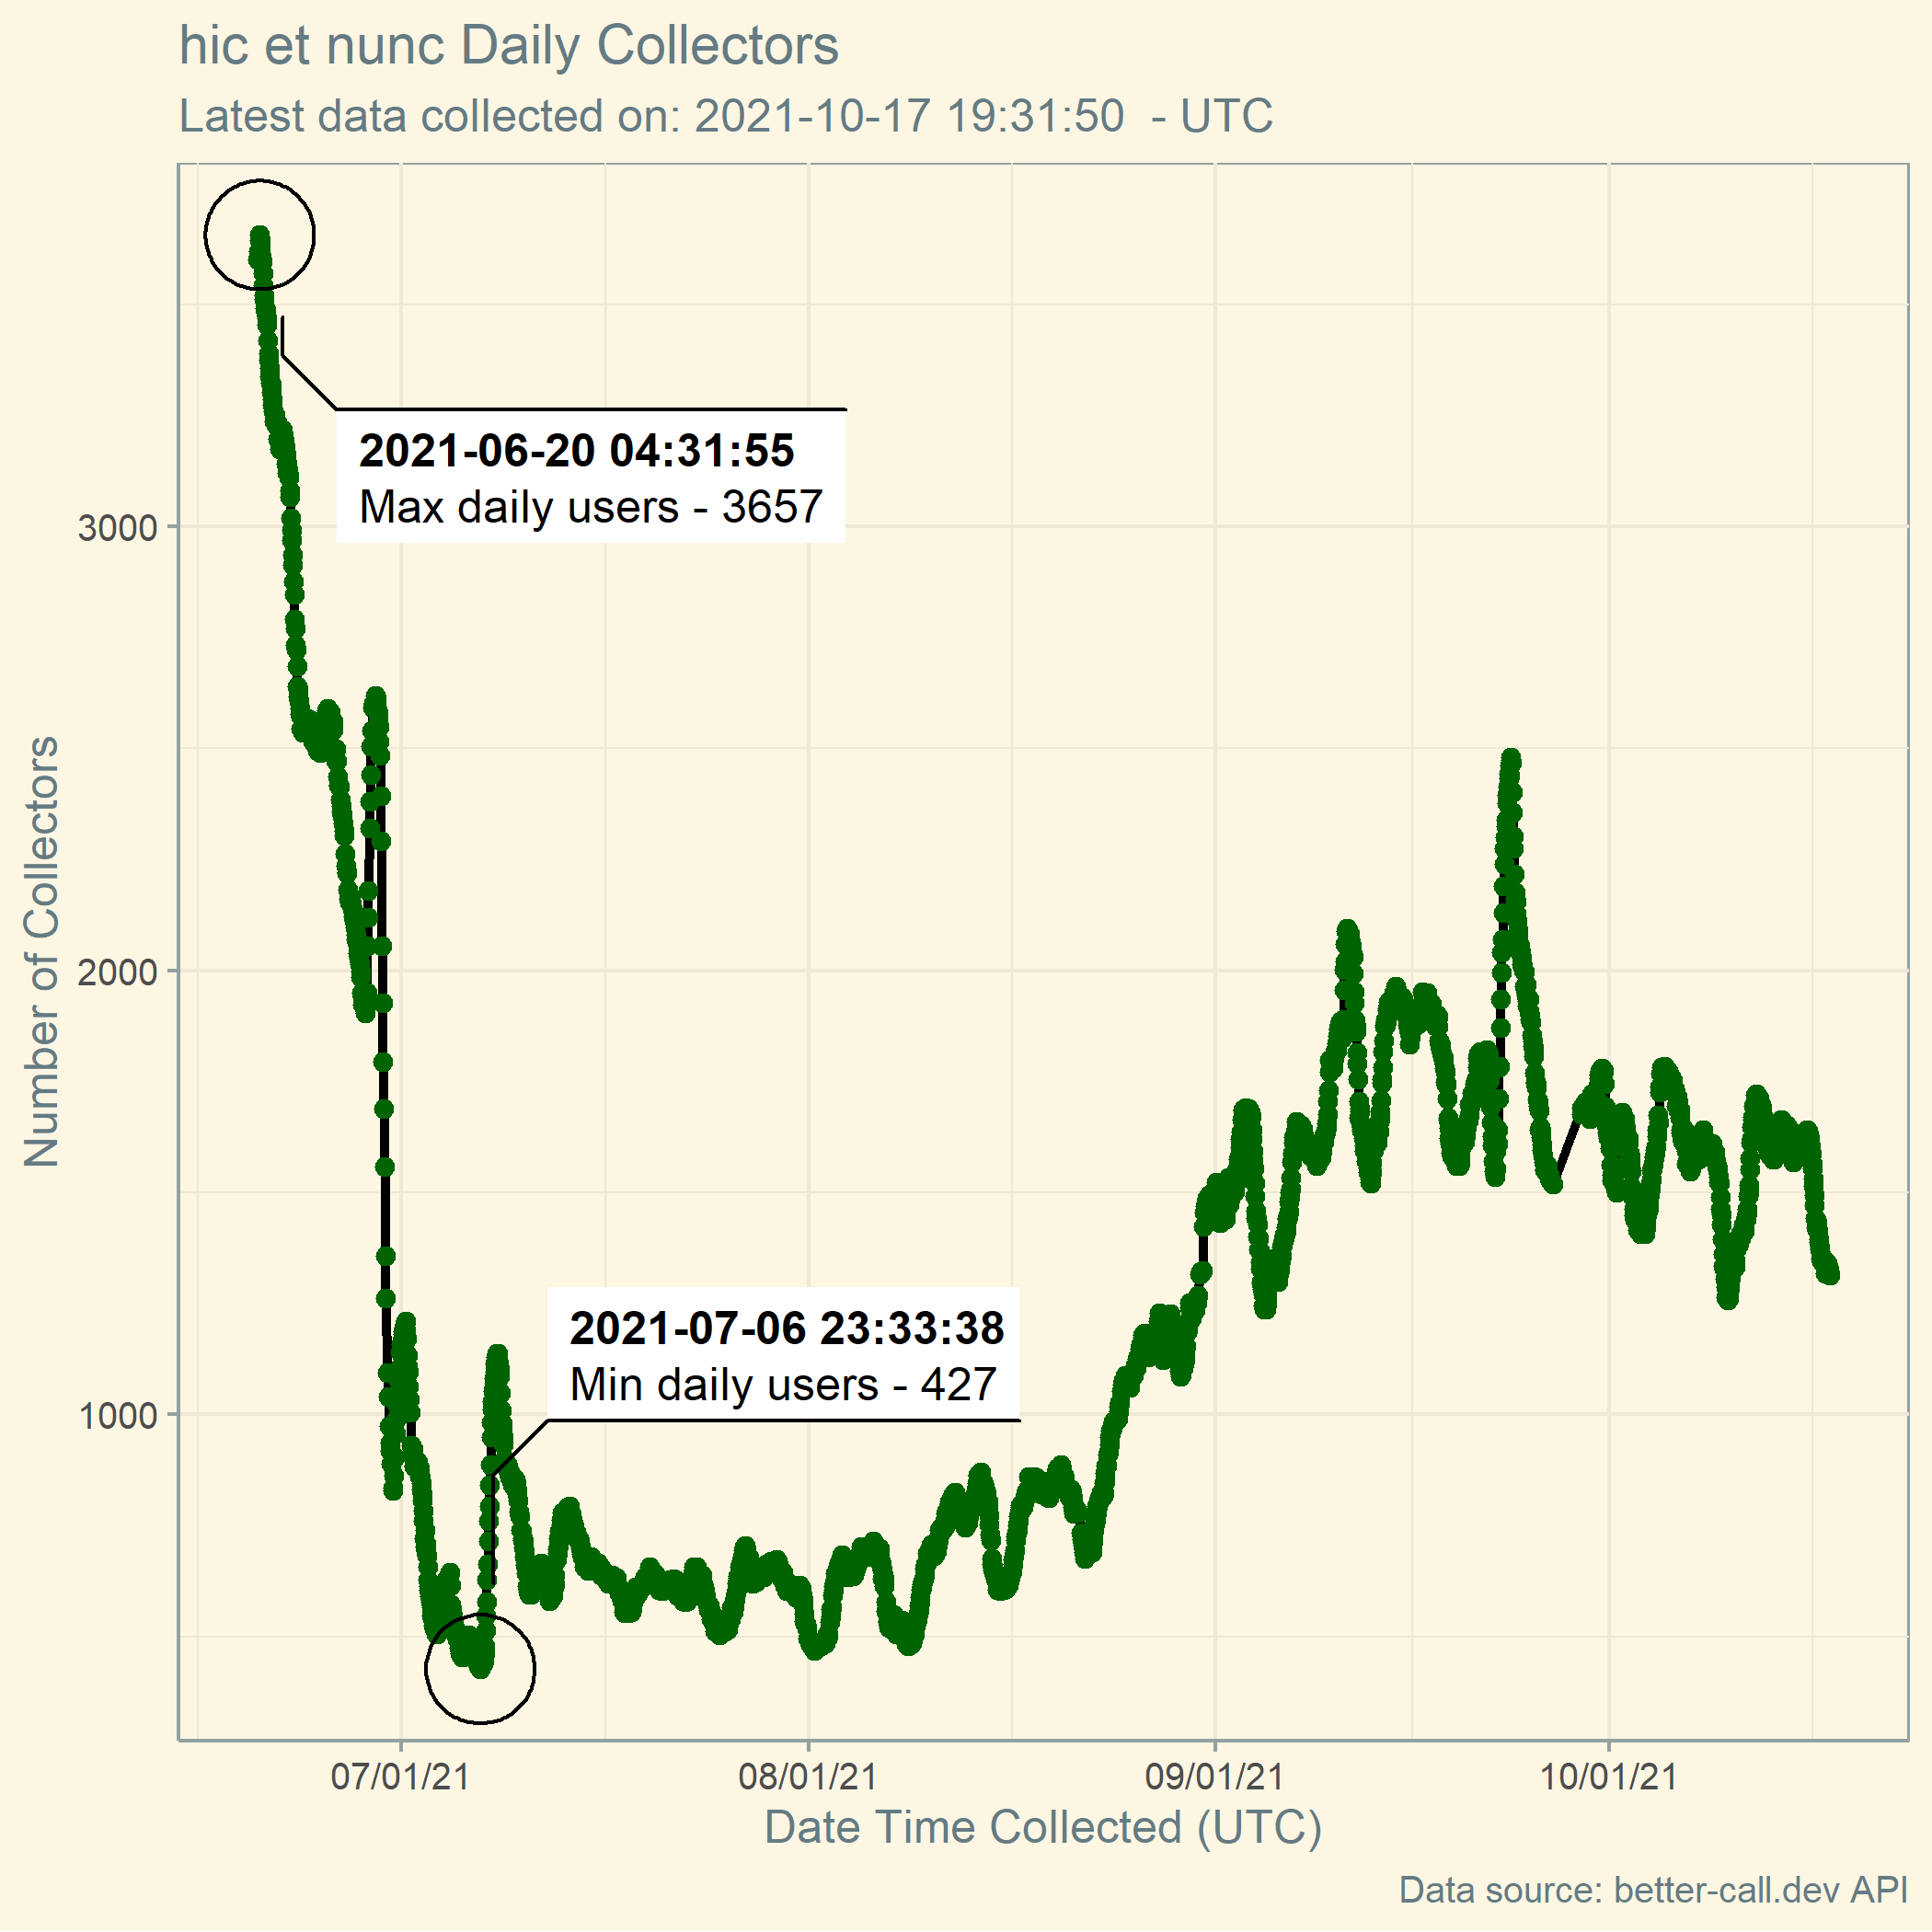 hic et nunc Daily Collectors
Latest data collected on: 2021-10-17 19:31:50  - UTC
Number of Collectors
3000
2000
1000
2021-06-20 04:31:55
Max daily users - 3657
2021-07-06 23:33:38
Min daily users - 427
07/01/21
08/01/21
09/01/21
10/01/21
Date Time Collected (UTC)
Data source: better-call.dev API